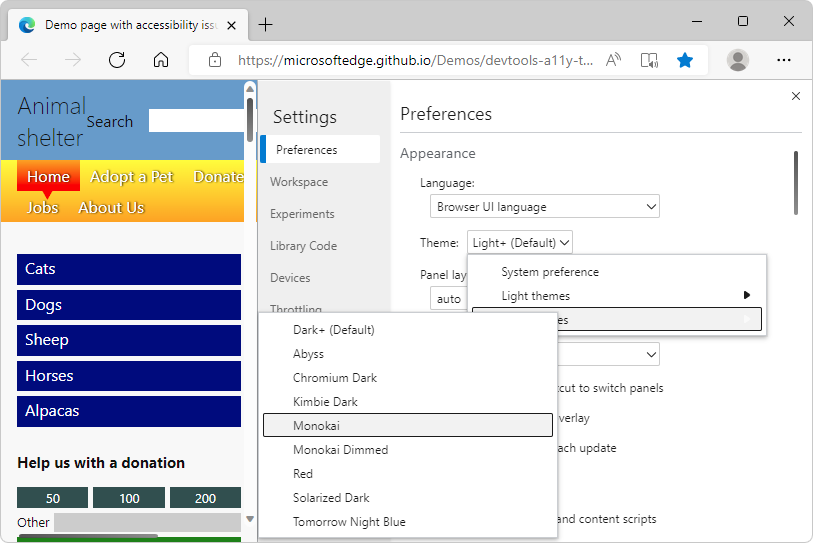 Demo page with accessibility issu
https://microsoftedge.github.io/Demos/devtools-a11y-t...
Animal
shelter
Search
Home
Adopt a Pet
Donate
Jobs
About Us
Cats
Dogs
Sheep
Horses
Alpacas
Help us with a donation
50
100
200
Other
Settings
Preferences
Workspace
Experiments
Library Code
Devices
Throttling
Preferences
Appearance
Language:
Browser UI language
Theme:
Light+ (Default)
Panel lay
auto
System preference
Light themes
es
Dark+ (Default)
Abyss
Chromium Dark
Kimbie Dark
Monokai
Monokai Dimmed
Red
Solarized Dark
Tomorrow Night Blue
cut to switch panels
verlay
ach update
and content scripts